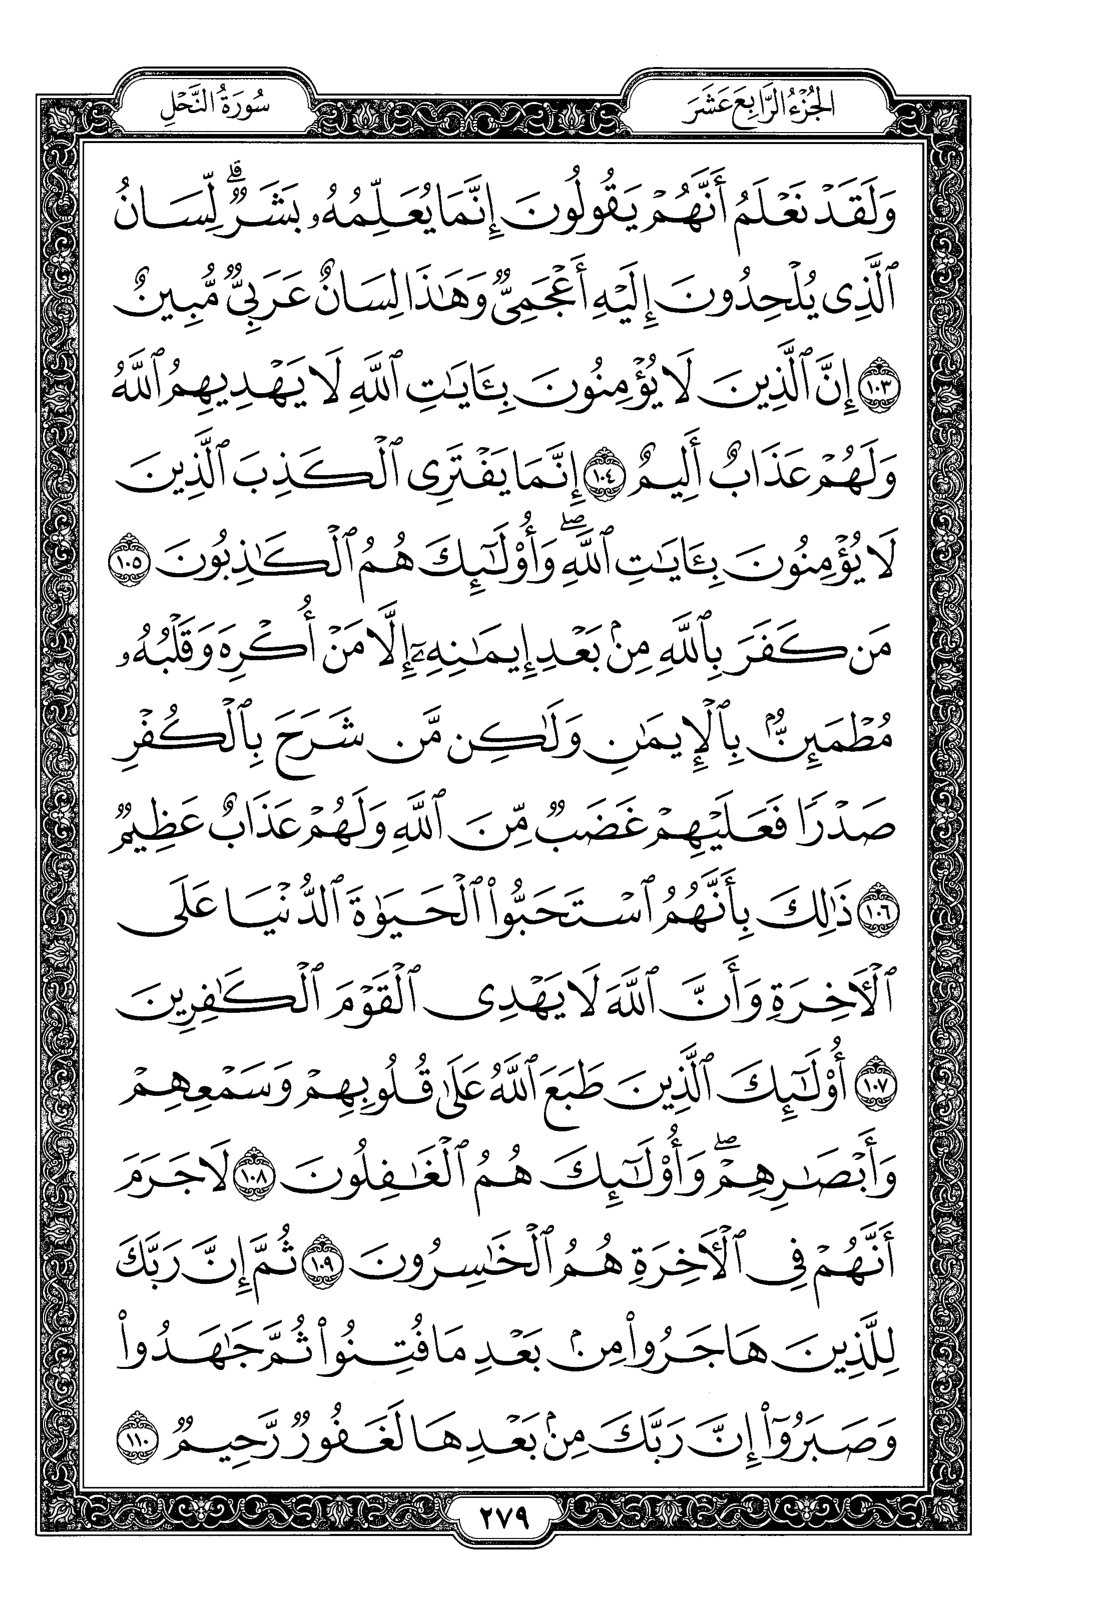 الجُزْءُ الرَّابِعَ عَشَرَ
سُورَةُ النَّحْلِ
وَلَقَدْ نَعْلَمُ أَنَّهُمْ يَقُولُونَ إِنَّمَا يُعَلِّمُهُۥ بَشَرٌۗ لِّسَانُ
ٱلَّذِى يُلْحِدُونَ إِلَيْهِ أَعْجَمِىٌّ وَهَٰذَا لِسَانٌ عَرَبِىٌّ مُّبِينٌ
١٠٣ إِنَّ ٱلَّذِينَ لَا يُؤْمِنُونَ بِـَٔايَٰتِ ٱللَّهِ لَا يَهْدِيهِمُ ٱللَّهُ
وَلَهُمْ عَذَابٌ أَلِيمٌ ١٠٤ إِنَّمَا يَفْتَرِى ٱلْكَذِبَ ٱلَّذِينَ
لَا يُؤْمِنُونَ بِـَٔايَٰتِ ٱللَّهِۖ وَأُو۟لَٰٓئِكَ هُمُ ٱلْكَٰذِبُونَ ١٠٥
مَن كَفَرَ بِٱللَّهِ مِنۢ بَعْدِ إِيمَٰنِهِۦٓ إِلَّا مَنْ أُكْرِهَ وَقَلْبُهُۥ
مُطْمَئِنٌّۢ بِٱلْإِيمَٰنِ وَلَٰكِن مَّن شَرَحَ بِٱلْكُفْرِ
صَدْرًا فَعَلَيْهِمْ غَضَبٌ مِّنَ ٱللَّهِ وَلَهُمْ عَذَابٌ عَظِيمٌ
١٠٦ ذَٰلِكَ بِأَنَّهُمُ ٱسْتَحَبُّوا۟ ٱلْحَيَوٰةَ ٱلدُّنْيَا عَلَى
ٱلْـَٔاخِرَةِ وَأَنَّ ٱللَّهَ لَا يَهْدِى ٱلْقَوْمَ ٱلْكَٰفِرِينَ
١٠٧ أُو۟لَٰٓئِكَ ٱلَّذِينَ طَبَعَ ٱللَّهُ عَلَىٰ قُلُوبِهِمْ وَسَمْعِهِمْ
وَأَبْصَٰرِهِمْۖ وَأُو۟لَٰٓئِكَ هُمُ ٱلْغَٰفِلُونَ ١٠٨ لَا جَرَمَ
أَنَّهُمْ فِى ٱلْـَٔاخِرَةِ هُمُ ٱلْخَٰسِرُونَ ١٠٩ ثُمَّ إِنَّ رَبَّكَ
لِلَّذِينَ هَاجَرُوا۟ مِنۢ بَعْدِ مَا فُتِنُوا۟ ثُمَّ جَٰهَدُوا۟
وَصَبَرُوٓا۟ إِنَّ رَبَّكَ مِنۢ بَعْدِهَا لَغَفُورٌ رَّحِيمٌ ١١٠
٢٧٩